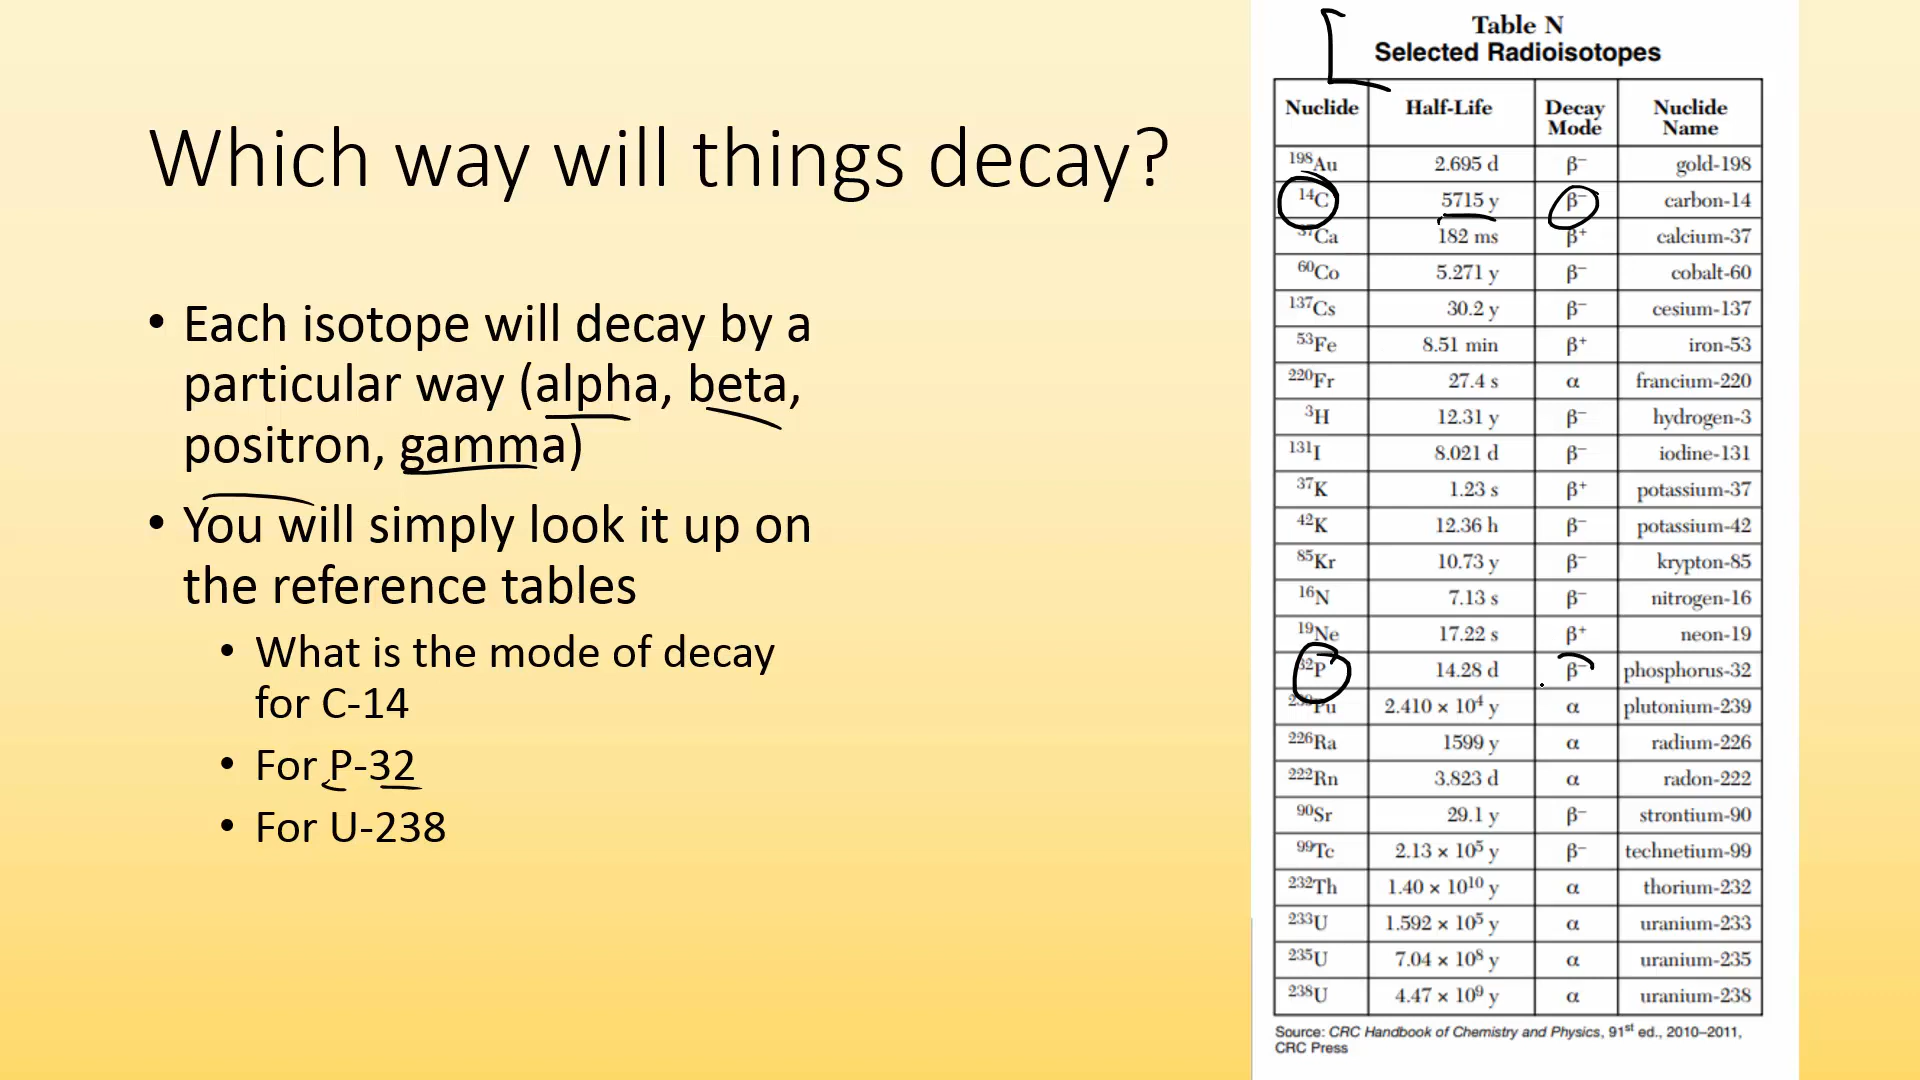 Which way will things decay?
• Each isotope will decay by a
particular way (alpha, beta,
positron, gamma)
• You will simply look it up on
the reference tables
• What is the mode of decay
for C-14
• For P-32
• For U-238
Table N
Selected Radioisotopes
Nuclide Half-Life Decay Mode Nuclide Name
¹⁹⁸Au 2.695 d β⁻ gold-198
¹⁴C 5715 y β⁻ carbon-14
³⁷Ca 182 ms β⁺ calcium-37
⁶⁰Co 5.271 y β⁻ cobalt-60
¹³⁷Cs 30.2 y β⁻ cesium-137
⁵³Fe 8.51 min β⁺ iron-53
²²⁰Fr 27.4 s α francium-220
³H 12.31 y β⁻ hydrogen-3
¹³¹I 8.021 d β⁻ iodine-131
³⁷K 1.23 s β⁺ potassium-37
⁴²K 12.36 h β⁻ potassium-42
⁸⁵Kr 10.73 y β⁻ krypton-85
¹⁶N 7.13 s β⁻ nitrogen-16
¹⁹Ne 17.22 s β⁺ neon-19
³²P 14.28 d β⁻ phosphorus-32
²³⁹Pu 2.410 × 10⁴ y α plutonium-239
²²⁶Ra 1599 y α radium-226
²²²Rn 3.823 d α radon-222
⁹⁰Sr 29.1 y β⁻ strontium-90
⁹⁹Tc 2.13 × 10⁵ y β⁻ technetium-99
²³²Th 1.40 × 10¹⁰ y α thorium-232
²³³U 1.592 × 10⁵ y α uranium-233
²³⁵U 7.04 × 10⁸ y α uranium-235
²³⁸U 4.47 × 10⁹ y α uranium-238
Source: CRC Handbook of Chemistry and Physics, 91ˢᵗ ed., 2010–2011,
CRC Press